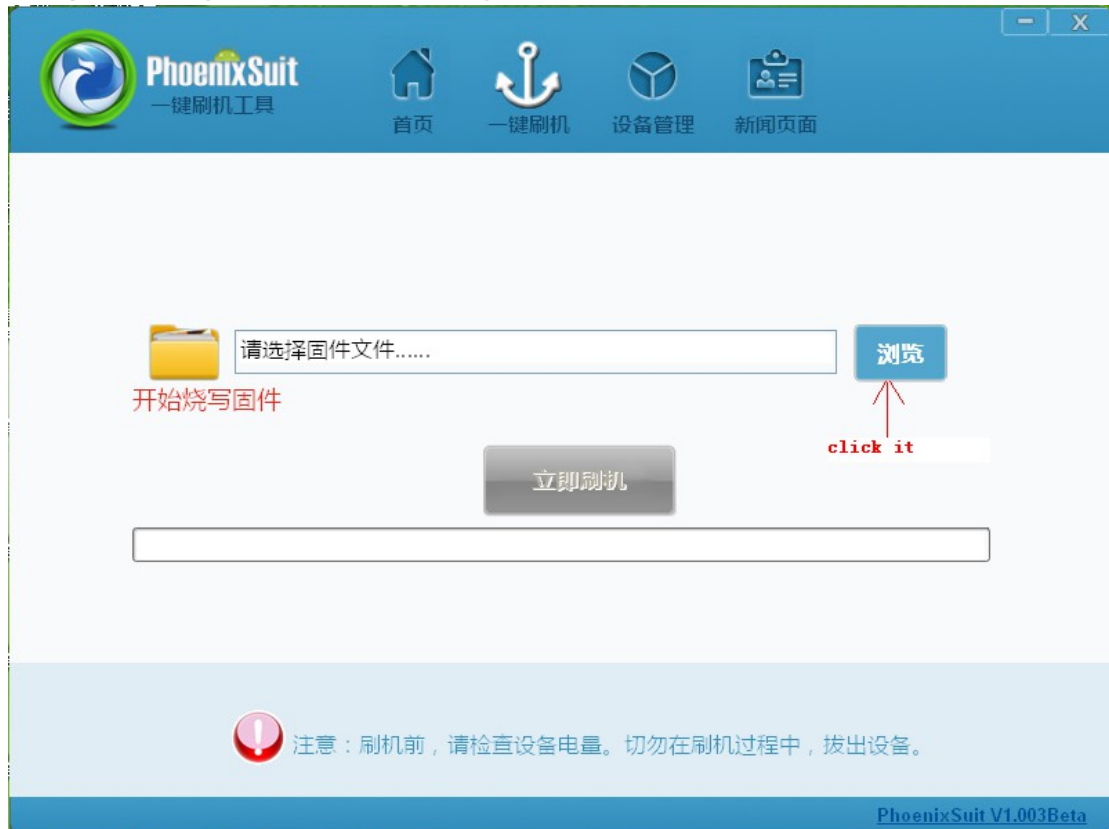 PhoenixSuit
一键刷机工具
首页
一键刷机
设备管理
新闻页面
请选择固件文件......
浏览
开始烧写固件
click it
立即刷机
注意：刷机前，请检查设备电量。切勿在刷机过程中，拔出设备。
PhoenixSuit V1.003Beta